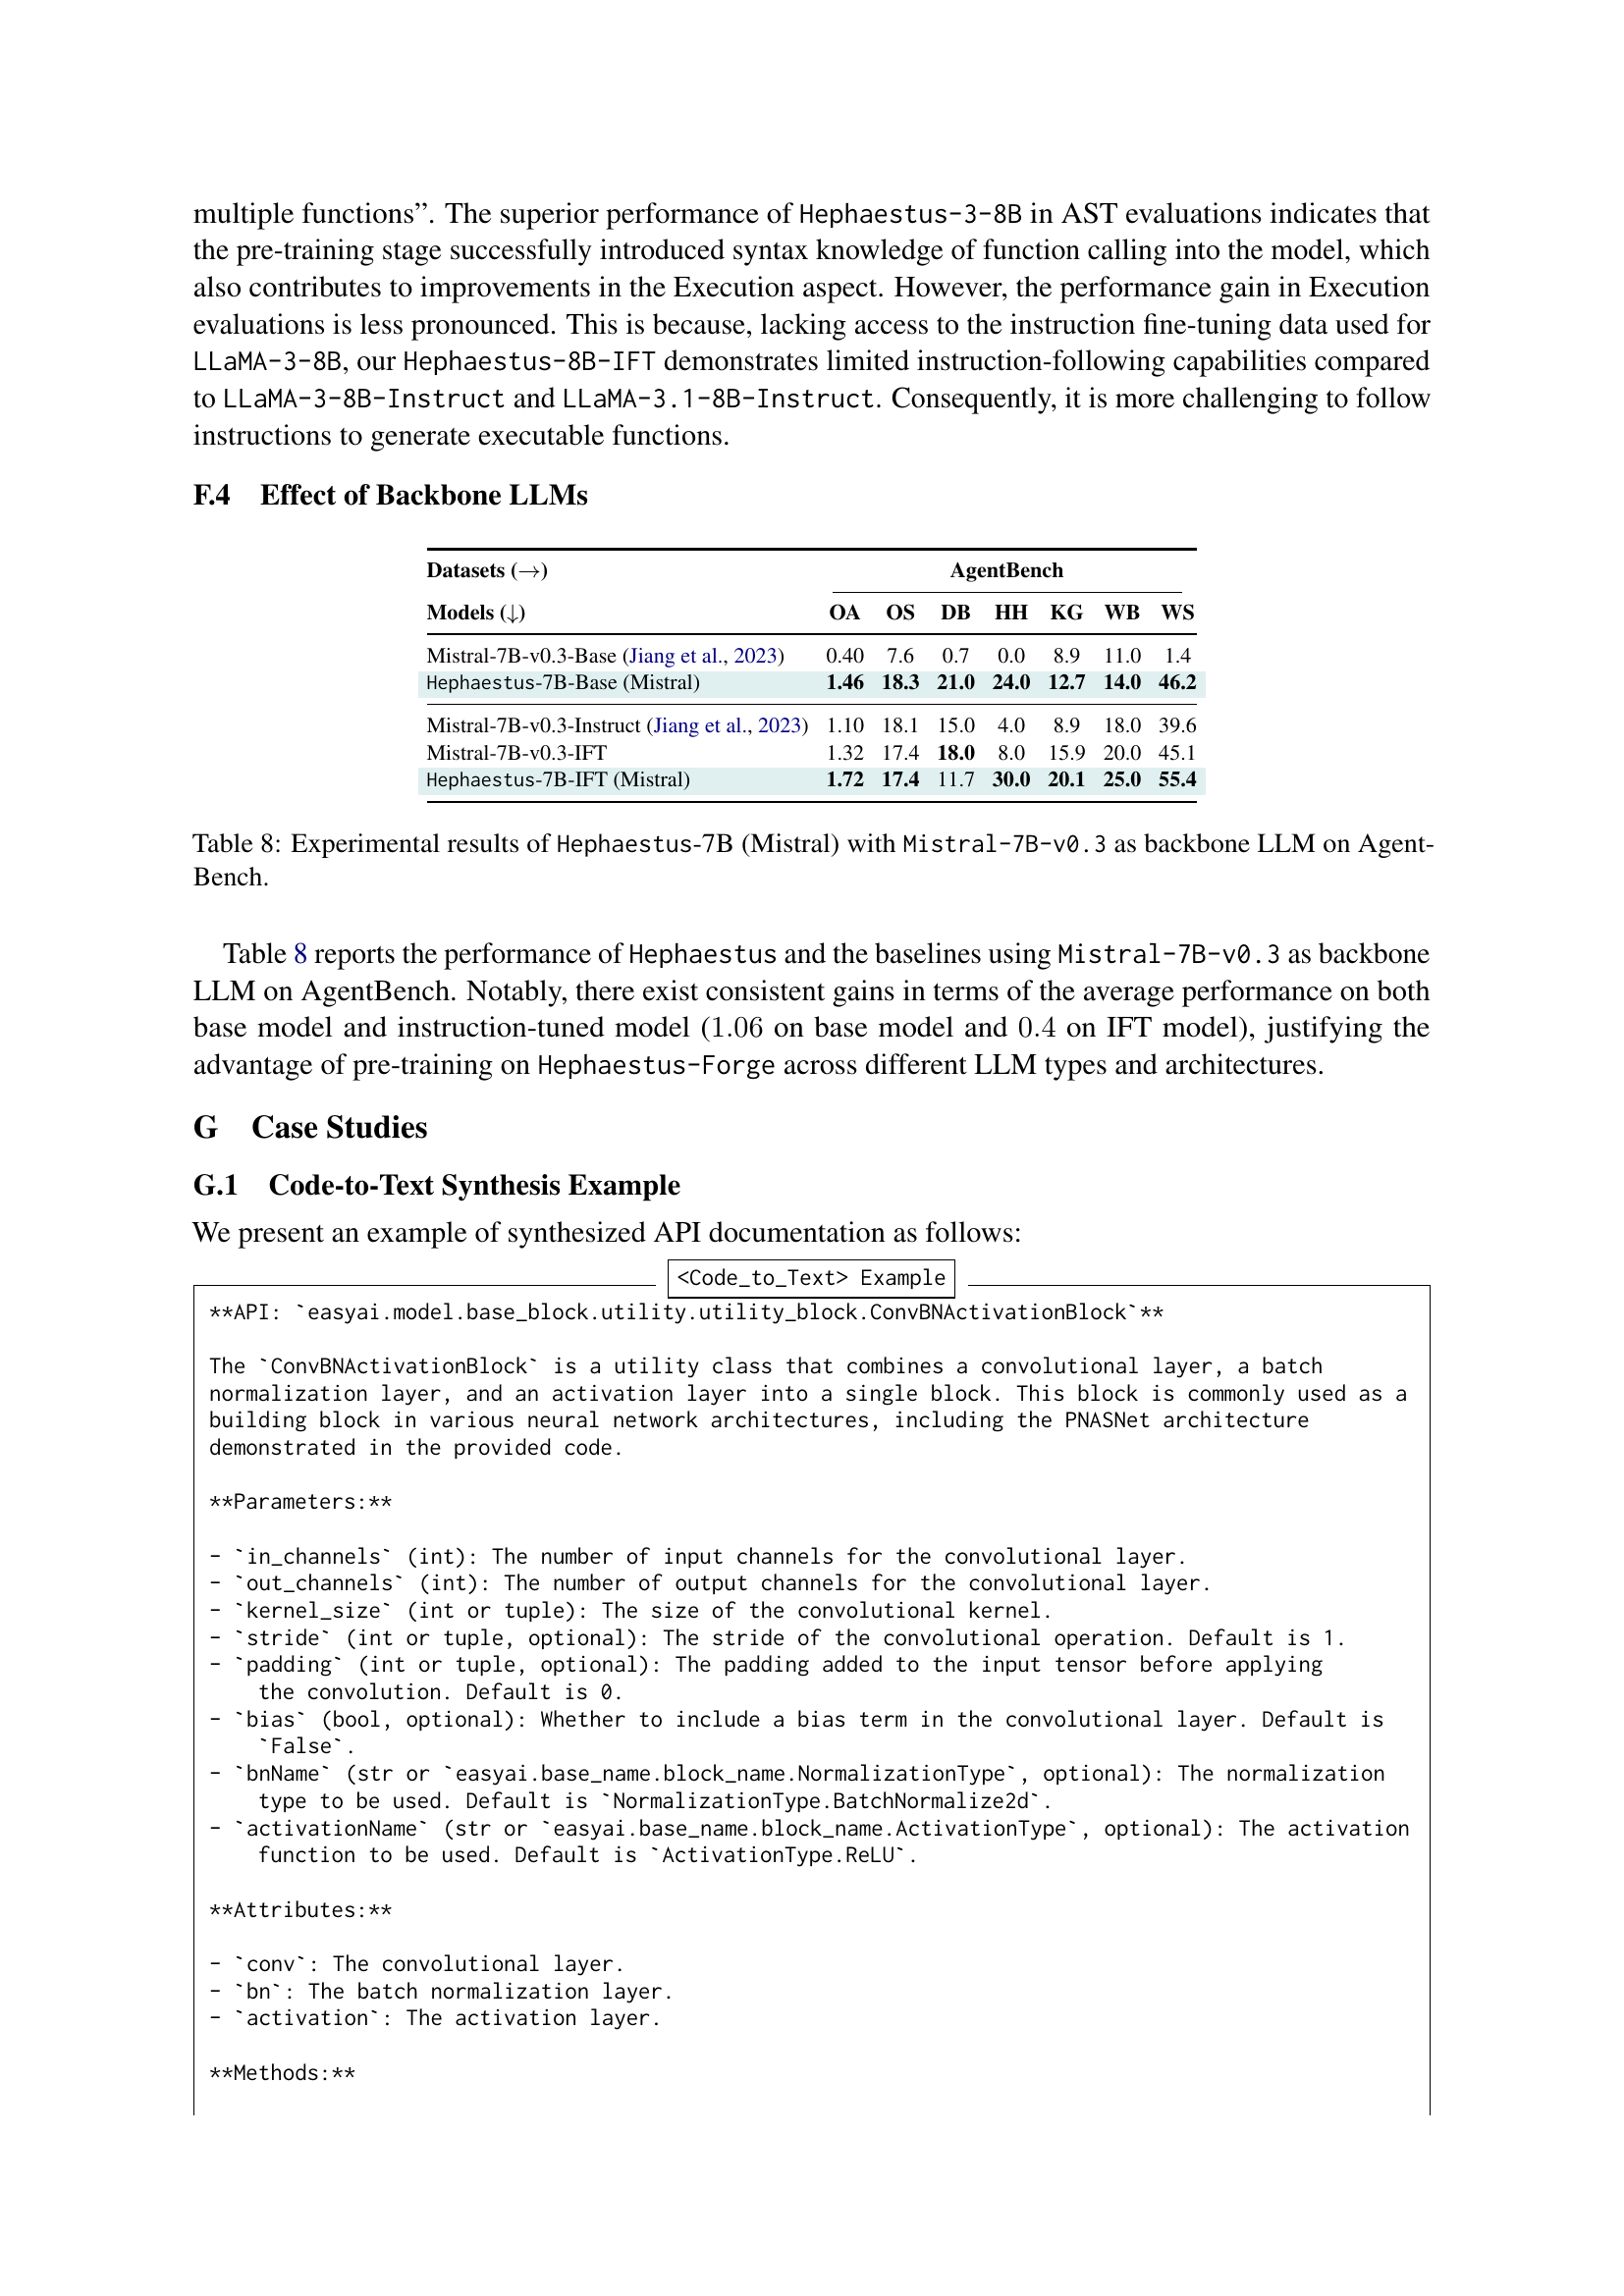 multiple functions”. The superior performance of Hephaestus-3-8B in AST evaluations indicates that
the pre-training stage successfully introduced syntax knowledge of function calling into the model, which
also contributes to improvements in the Execution aspect. However, the performance gain in Execution
evaluations is less pronounced. This is because, lacking access to the instruction fine-tuning data used for
LLaMA-3-8B, our Hephaestus-8B-IFT demonstrates limited instruction-following capabilities compared
to LLaMA-3-8B-Instruct and LLaMA-3.1-8B-Instruct. Consequently, it is more challenging to follow
instructions to generate executable functions.
F.4 Effect of Backbone LLMs
Datasets (→) AgentBench
Models (↓) OA OS DB HH KG WB WS
Mistral-7B-v0.3-Base (Jiang et al., 2023) 0.40 7.6 0.7 0.0 8.9 11.0 1.4
Hephaestus-7B-Base (Mistral) 1.46 18.3 21.0 24.0 12.7 14.0 46.2
Mistral-7B-v0.3-Instruct (Jiang et al., 2023) 1.10 18.1 15.0 4.0 8.9 18.0 39.6
Mistral-7B-v0.3-IFT 1.32 17.4 18.0 8.0 15.9 20.0 45.1
Hephaestus-7B-IFT (Mistral) 1.72 17.4 11.7 30.0 20.1 25.0 55.4
Table 8: Experimental results of Hephaestus-7B (Mistral) with Mistral-7B-v0.3 as backbone LLM on Agent-
Bench.
Table 8 reports the performance of Hephaestus and the baselines using Mistral-7B-v0.3 as backbone
LLM on AgentBench. Notably, there exist consistent gains in terms of the average performance on both
base model and instruction-tuned model (1.06 on base model and 0.4 on IFT model), justifying the
advantage of pre-training on Hephaestus-Forge across different LLM types and architectures.
G Case Studies
G.1 Code-to-Text Synthesis Example
We present an example of synthesized API documentation as follows:
<Code_to_Text> Example
**API: `easyai.model.base_block.utility.utility_block.ConvBNActivationBlock`**
The `ConvBNActivationBlock` is a utility class that combines a convolutional layer, a batch
normalization layer, and an activation layer into a single block. This block is commonly used as a
building block in various neural network architectures, including the PNASNet architecture
demonstrated in the provided code.
**Parameters:**
- `in_channels` (int): The number of input channels for the convolutional layer.
- `out_channels` (int): The number of output channels for the convolutional layer.
- `kernel_size` (int or tuple): The size of the convolutional kernel.
- `stride` (int or tuple, optional): The stride of the convolutional operation. Default is 1.
- `padding` (int or tuple, optional): The padding added to the input tensor before applying
the convolution. Default is 0.
- `bias` (bool, optional): Whether to include a bias term in the convolutional layer. Default is
`False`.
- `bnName` (str or `easyai.base_name.block_name.NormalizationType`, optional): The normalization
type to be used. Default is `NormalizationType.BatchNormalize2d`.
- `activationName` (str or `easyai.base_name.block_name.ActivationType`, optional): The activation
function to be used. Default is `ActivationType.ReLU`.
**Attributes:**
- `conv`: The convolutional layer.
- `bn`: The batch normalization layer.
- `activation`: The activation layer.
**Methods:**